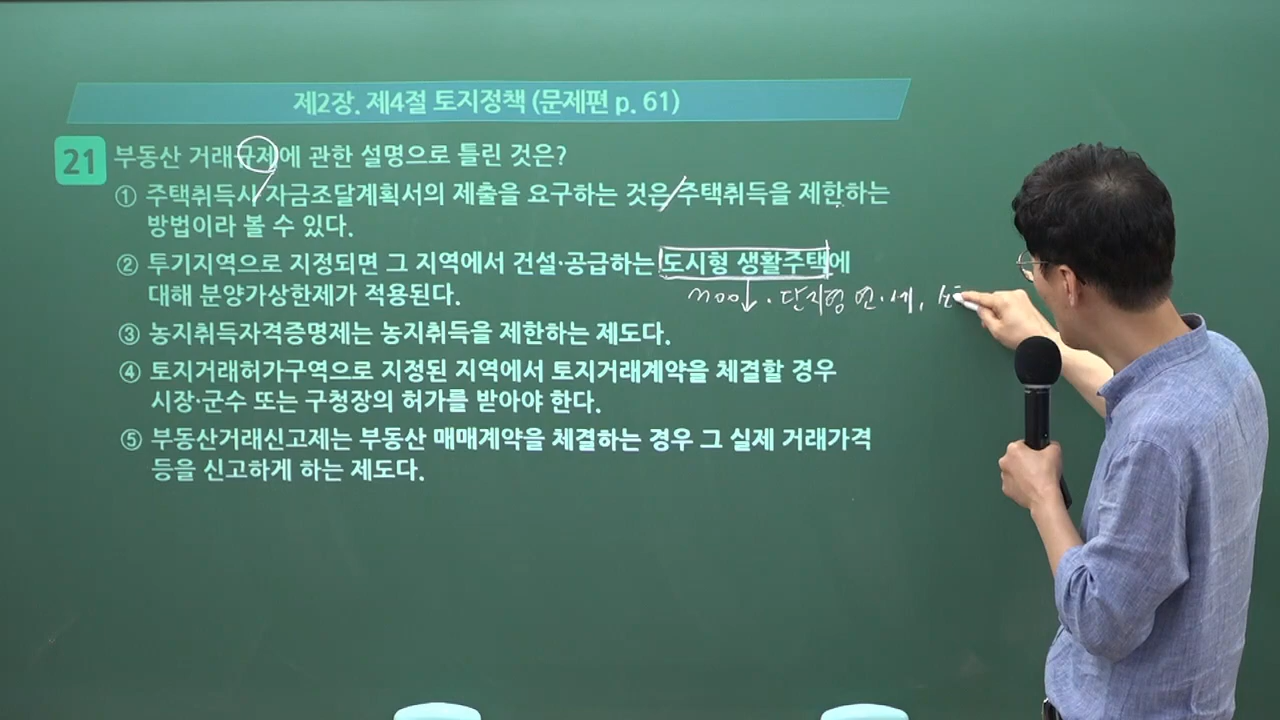 제2장. 제4절 토지정책 (문제편 p. 61)
21 부동산 거래규제에 관한 설명으로 틀린 것은?
① 주택취득시 자금조달계획서의 제출을 요구하는 것은 주택취득을 제한하는
방법이라 볼 수 있다.
② 투기지역으로 지정되면 그 지역에서 건설·공급하는 도시형 생활주택에
대해 분양가상한제가 적용된다.
300↓ · 단지형 연·세,
③ 농지취득자격증명제는 농지취득을 제한하는 제도다.
④ 토지거래허가구역으로 지정된 지역에서 토지거래계약을 체결할 경우
시장·군수 또는 구청장의 허가를 받아야 한다.
⑤ 부동산거래신고제는 부동산 매매계약을 체결하는 경우 그 실제 거래가격
등을 신고하게 하는 제도다.